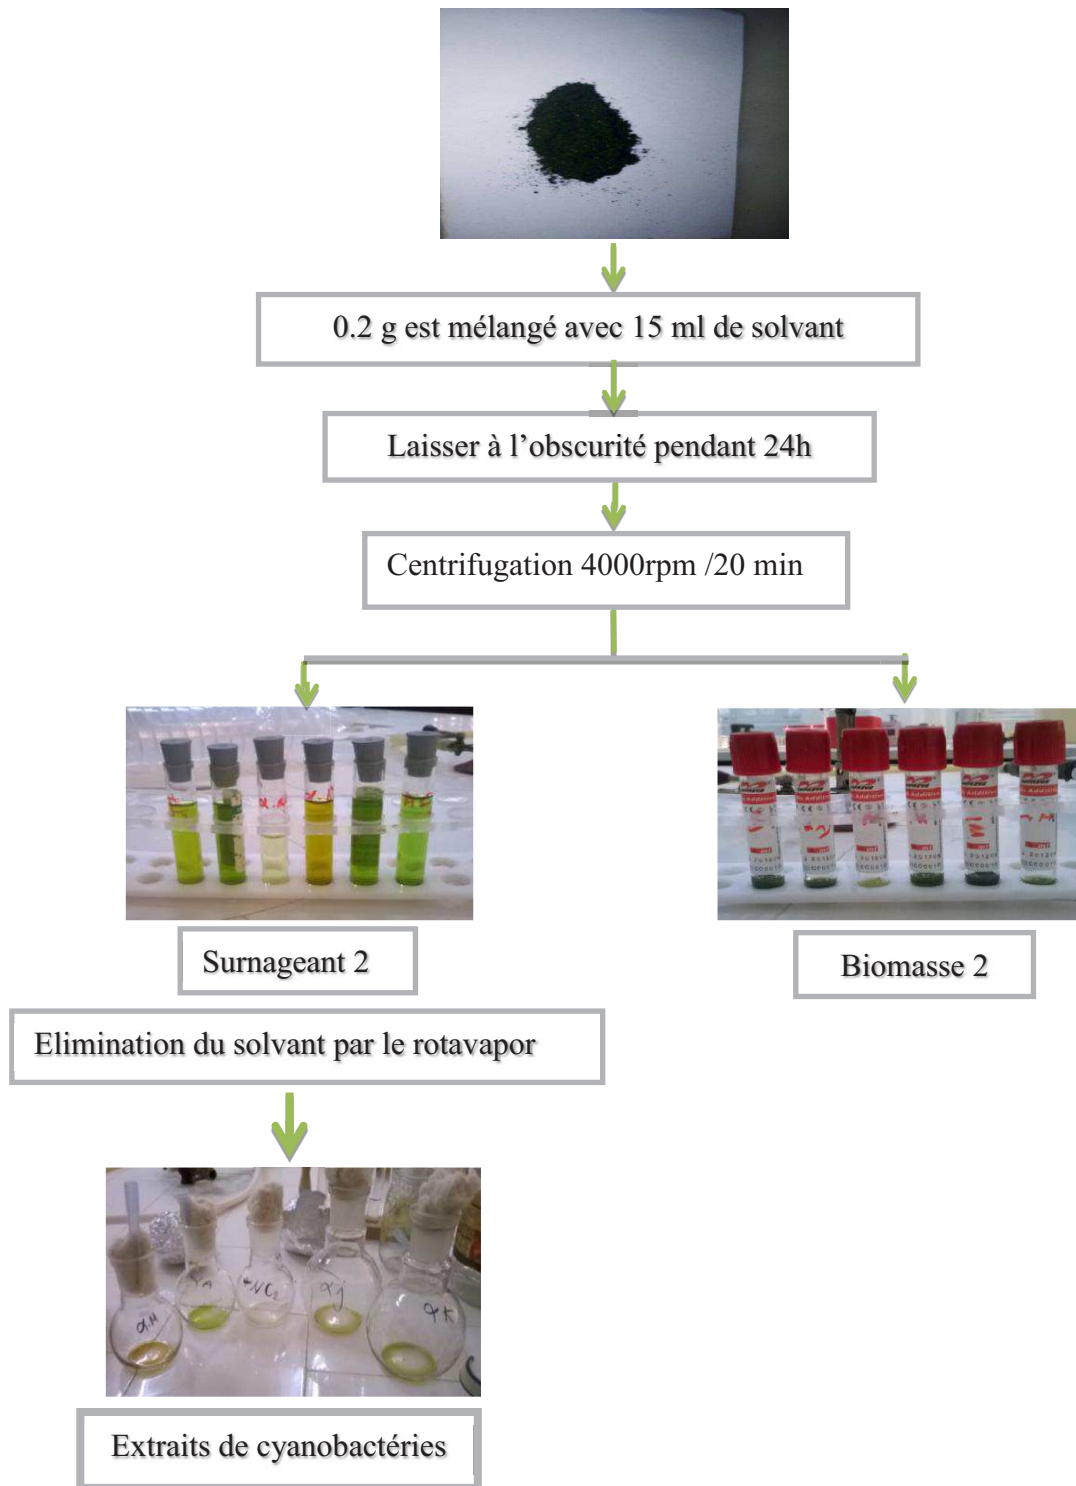 0.2 g est mélangé avec 15 ml de solvant
Laisser à l’obscurité pendant 24h
Centrifugation 4000rpm /20 min
Surnageant 2
Biomasse 2
Elimination du solvant par le rotavapor
Extraits de cyanobactéries